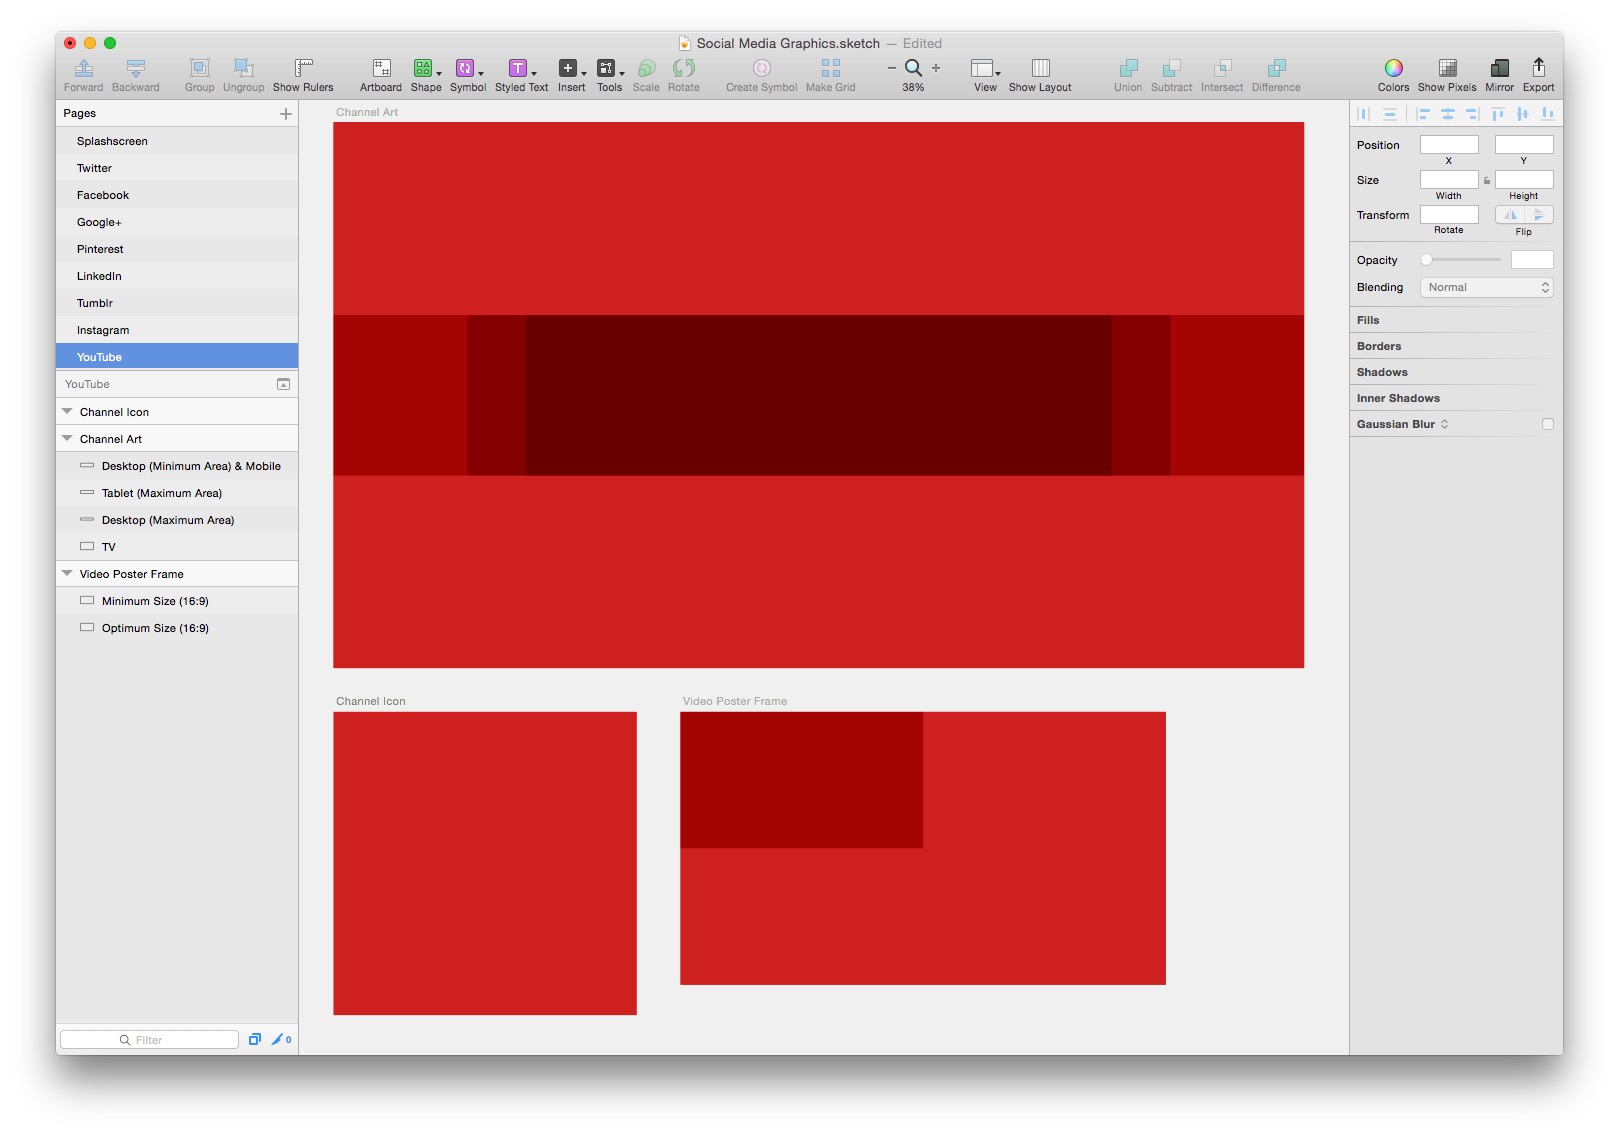 Social Media Graphics.sketch — Edited
Forward Backward Group Ungroup Show Rulers Artboard Shape Symbol Styled Text Insert Tools Scale Rotate Create Symbol Make Grid 38% View Show Layout Union Subtract Intersect Difference Colors Show Pixels Mirror Export
Pages
Splashscreen
Twitter
Facebook
Google+
Pinterest
LinkedIn
Tumblr
Instagram
YouTube
YouTube
Channel Icon
Channel Art
Desktop (Minimum Area) & Mobile
Tablet (Maximum Area)
Desktop (Maximum Area)
TV
Video Poster Frame
Minimum Size (16:9)
Optimum Size (16:9)
Filter
0
Channel Art
Channel Icon
Video Poster Frame
Position
X Y
Size
Width Height
Transform
Rotate Flip
Opacity
Blending Normal
Fills
Borders
Shadows
Inner Shadows
Gaussian Blur